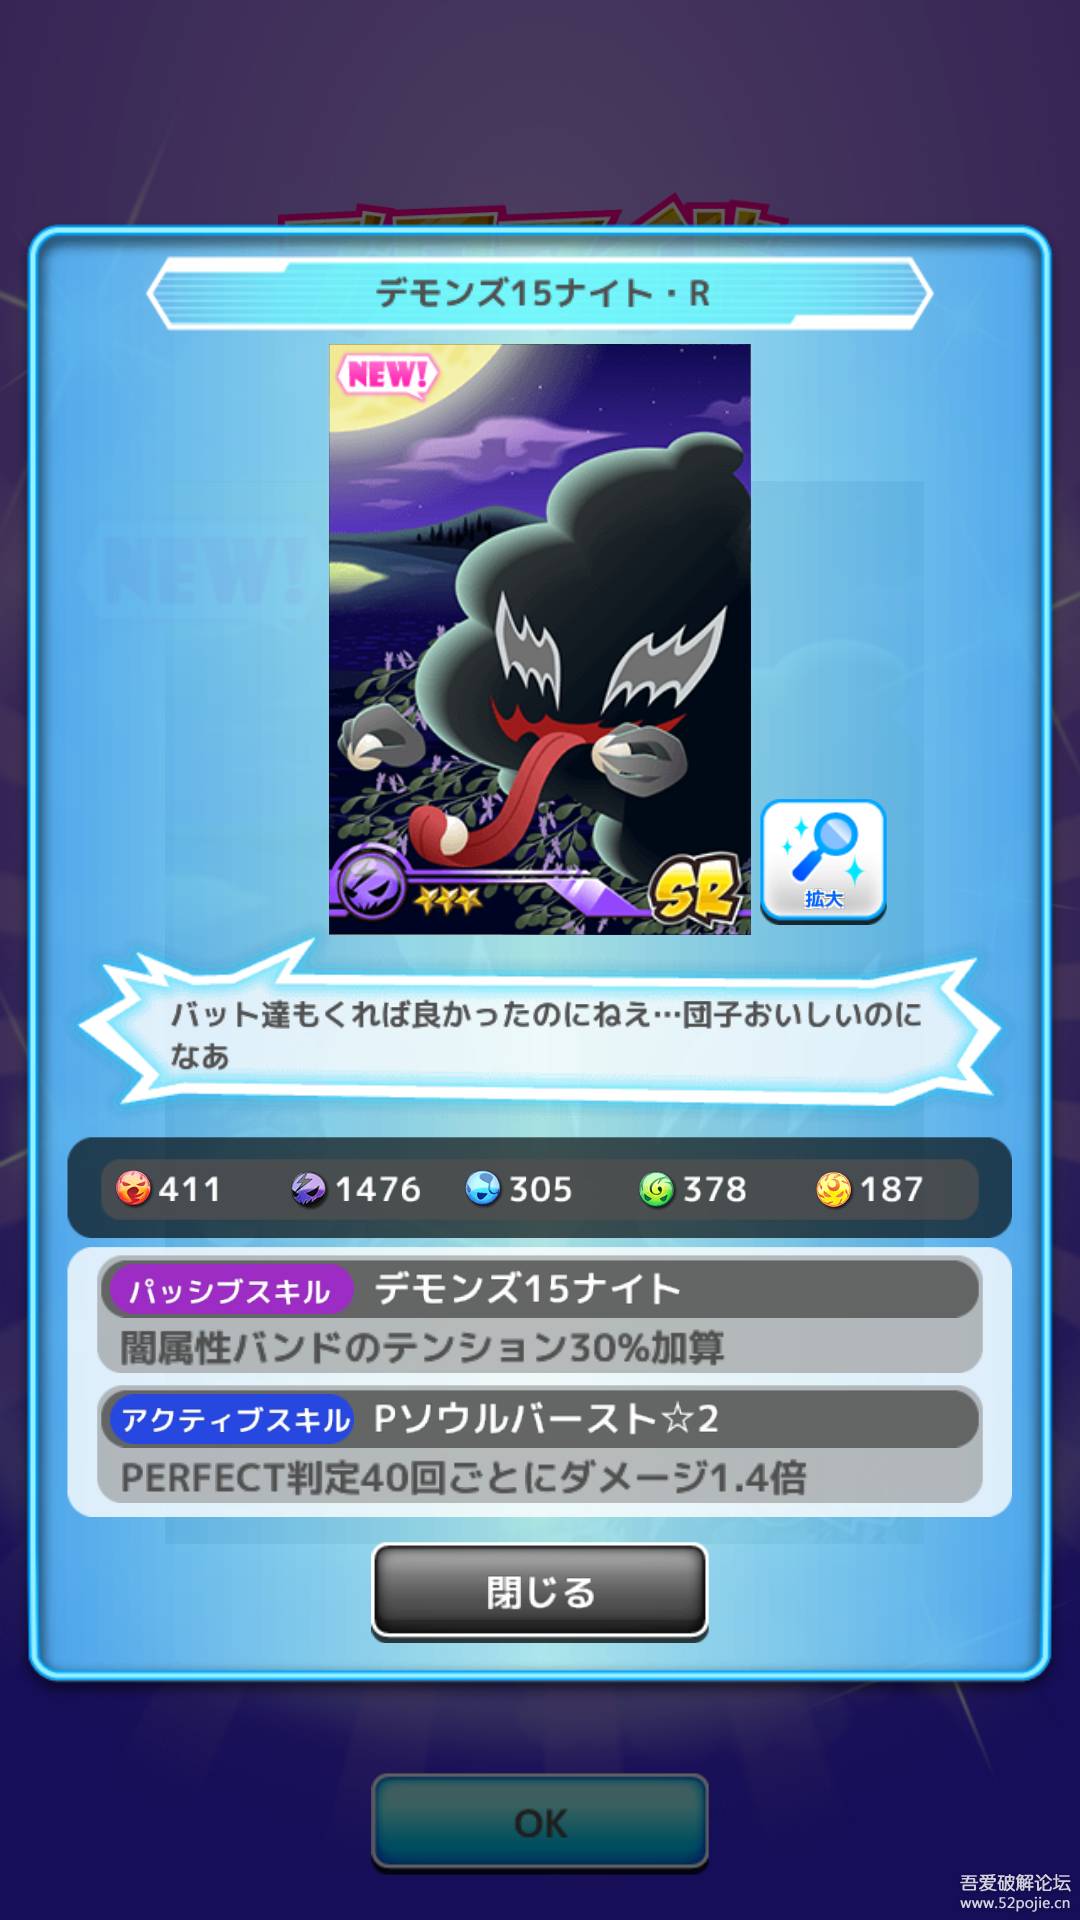 デモンズ15ナイト・R
NEW!
NEW!
SR
拡大
バット達もくれば良かったのにねえ…団子おいしいのに
なあ
411 1476 305 378 187
パッシブスキル デモンズ15ナイト
闇属性バンドのテンション30%加算
アクティブスキル Pソウルバースト☆2
PERFECT判定40回ごとにダメージ1.4倍
閉じる
OK
吾爱破解论坛
www.52pojie.cn